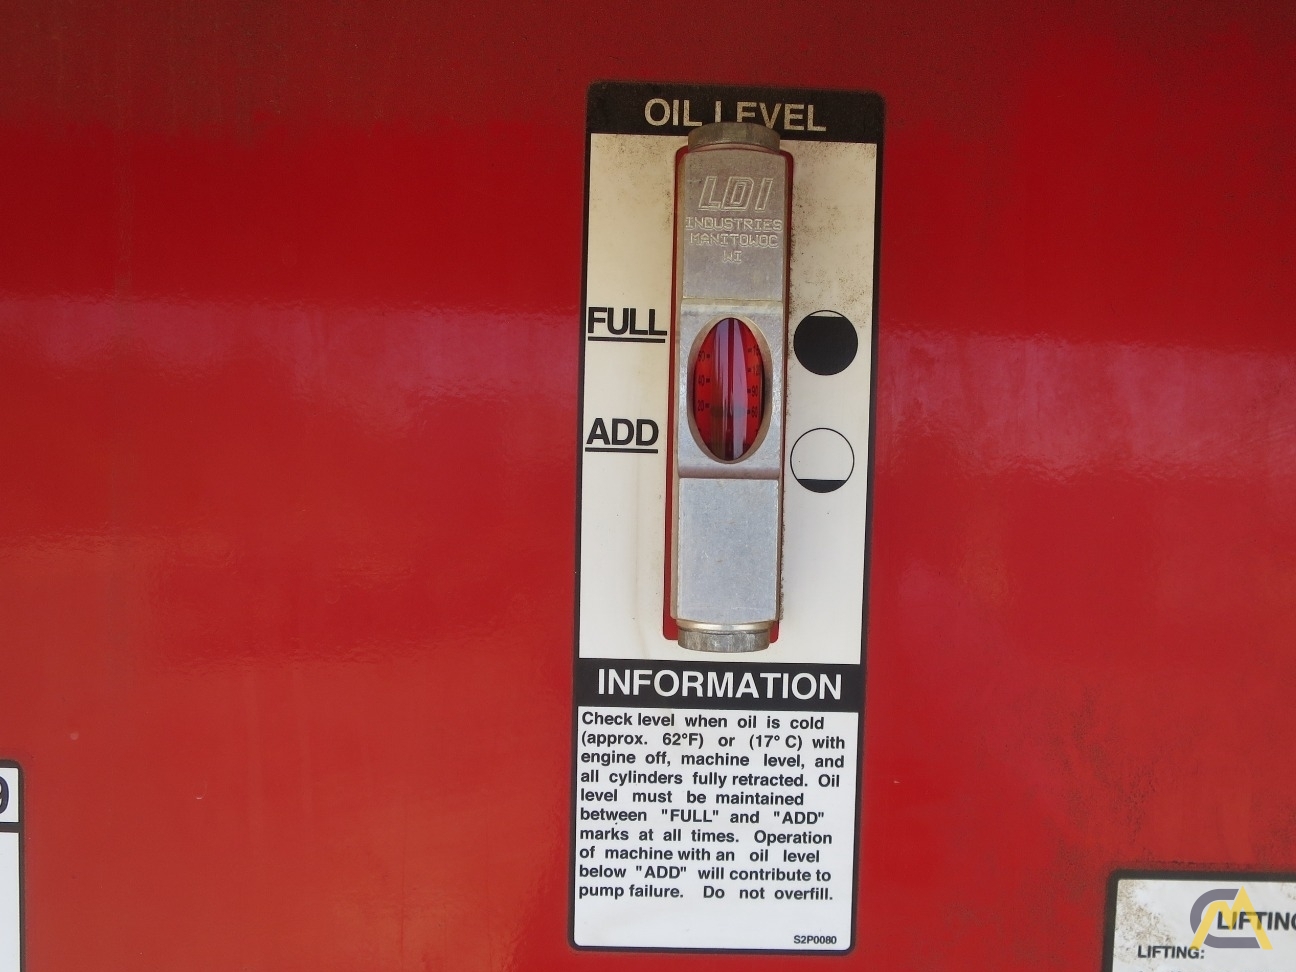 OIL LEVEL
LDI
INDUSTRIES
MANITOWOC
WI
FULL
ADD
INFORMATION
Check level when oil is cold
(approx. 62°F) or (17° C) with
engine off, machine level, and
all cylinders fully retracted. Oil
level must be maintained
between "FULL" and "ADD"
marks at all times. Operation
of machine with an oil level
below "ADD" will contribute to
pump failure. Do not overfill.
S2P0080
9
LIFTING
LIFTING: